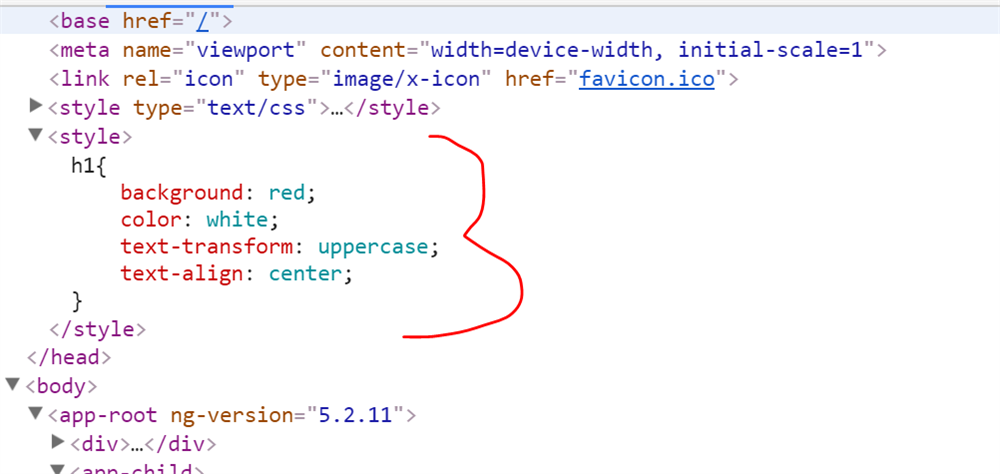 <base href="/">
<meta name="viewport" content="width=device-width, initial-scale=1">
<link rel="icon" type="image/x-icon" href="favicon.ico">
<style type="text/css">…</style>
<style>
h1{
background: red;
color: white;
text-transform: uppercase;
text-align: center;
}
</style>
</head>
<body>
<app-root ng-version="5.2.11">
<div>…</div>
<app-child>